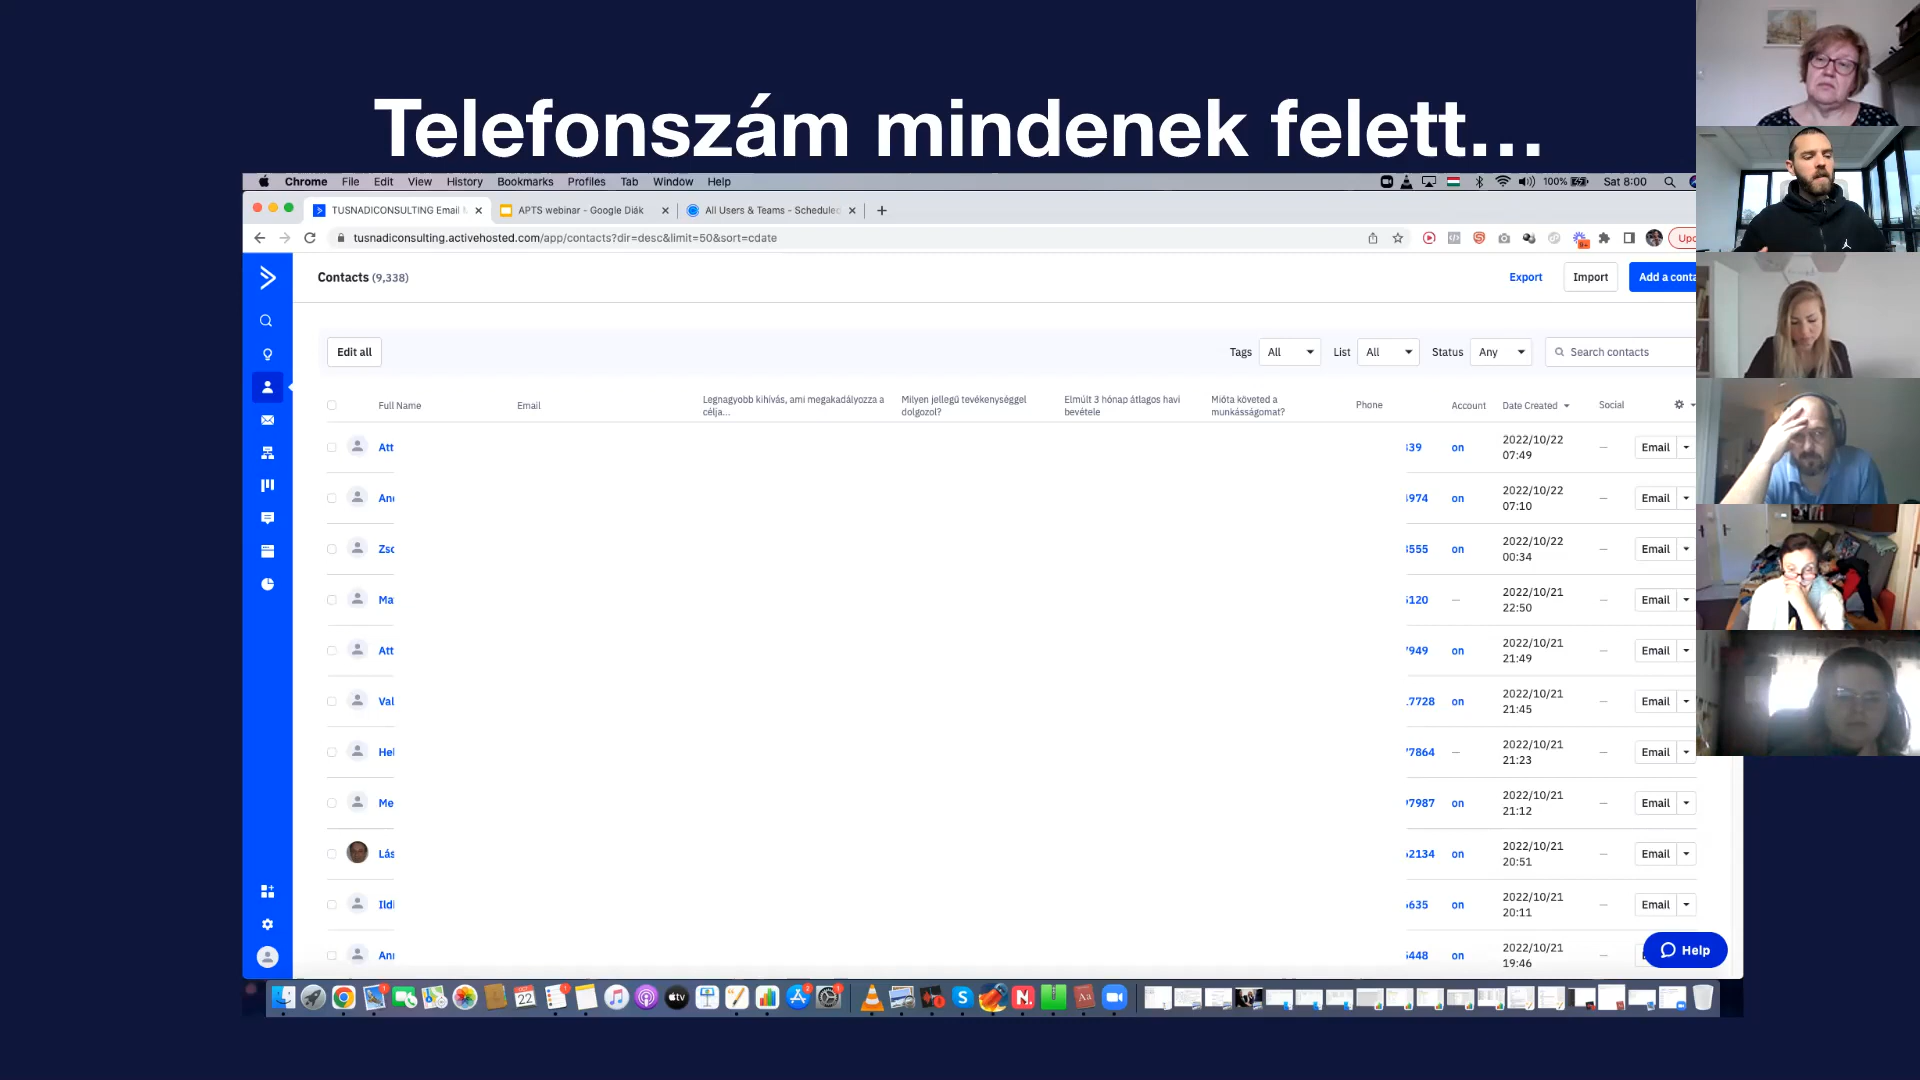 Telefonszám mindenek felett...
Chrome File Edit View History Bookmarks Profiles Tab Window Help
100% Sat 8:00
TUSNADICONSULTING Email
APTS webinar - Google Diák
All Users & Teams - Schedule
tusnadiconsulting.activehosted.com/app/contacts?dir=desc&limit=50&sort=cdate
Contacts (9,338)
Export
Import
Add a conta
Edit all
Tags All
List All
Status Any
Search contacts
Full Name
Email
Legnagyobb kihívás, ami megakadályozza a
célja...
Milyen jellegű tevékenységgel
dolgozol?
Elmúlt 3 hónap átlagos havi
bevétele
Mióta követed a
munkásságomat?
Phone
Account
Date Created
Social
Att 39 on 2022/10/22 — Email
07:49
An 974 on 2022/10/22 — Email
07:10
Zso 555 on 2022/10/22 — Email
00:34
Ma 120 — 2022/10/21 — Email
22:50
Att 949 on 2022/10/21 — Email
21:49
Val 7728 on 2022/10/21 — Email
21:45
Hel 7864 — 2022/10/21 — Email
21:23
Me 7987 on 2022/10/21 — Email
21:12
Lás 2134 on 2022/10/21 — Email
20:51
Ildi 635 on 2022/10/21 — Email
20:11
An 448 on 2022/10/21 —
19:46
Help
22
tv